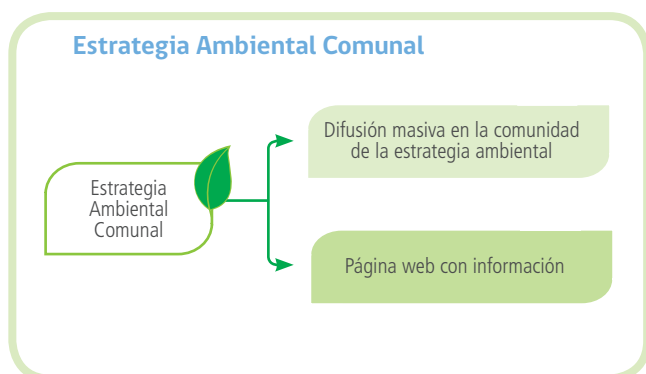 Estrategia Ambiental Comunal
Estrategia
Ambiental
Comunal
Difusión masiva en la comunidad
de la estrategia ambiental
Página web con información